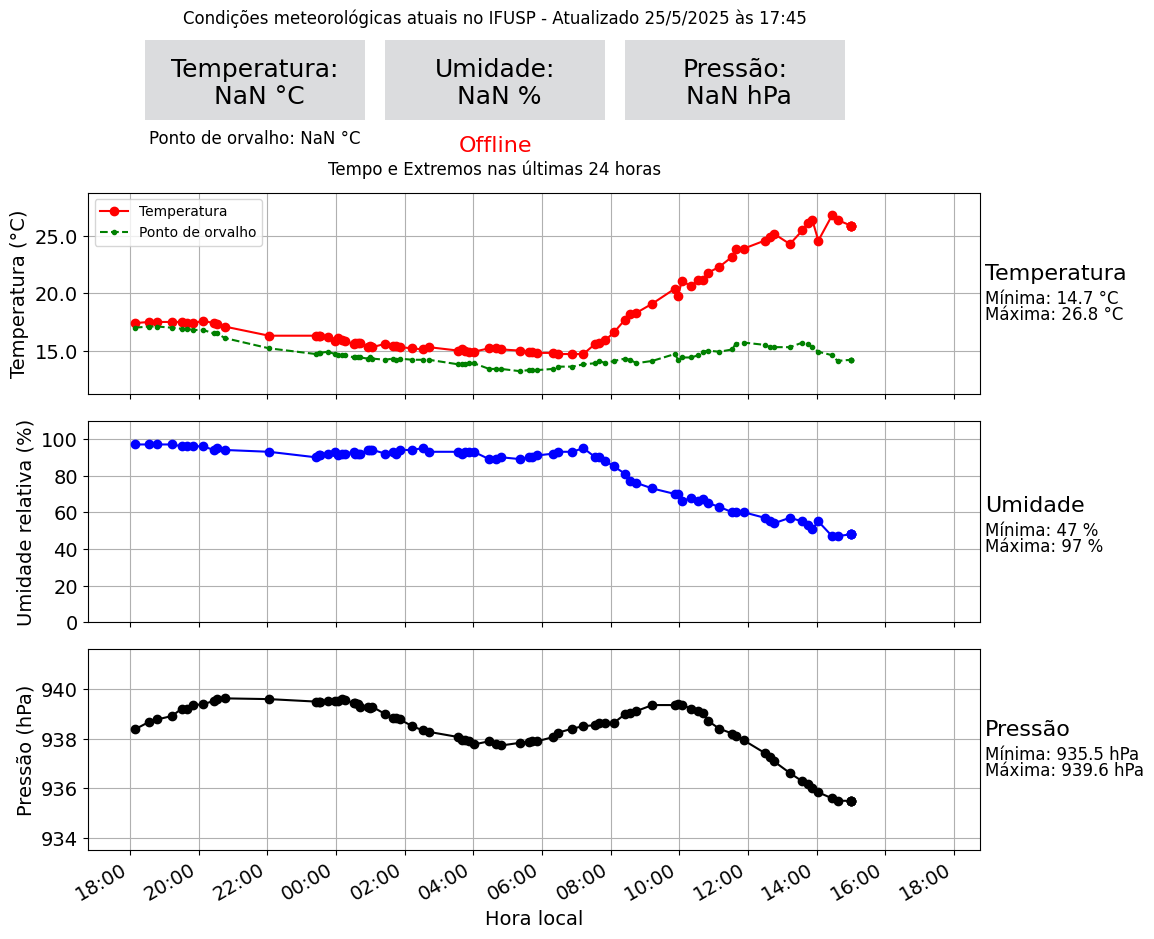 Condições meteorológicas atuais no IFUSP - Atualizado 25/5/2025 às 17:45
Temperatura:
NaN °C
Umidade:
NaN %
Pressão:
NaN hPa
Ponto de orvalho: NaN °C
Offline
Tempo e Extremos nas últimas 24 horas
Temperatura (°C)
25.0
20.0
15.0
Temperatura
Ponto de orvalho
Temperatura
Mínima: 14.7 °C
Máxima: 26.8 °C
Umidade relativa (%)
100
80
60
40
20
0
Umidade
Mínima: 47 %
Máxima: 97 %
Pressão (hPa)
940
938
936
934
Pressão
Mínima: 935.5 hPa
Máxima: 939.6 hPa
18:00
20:00
22:00
00:00
02:00
04:00
06:00
08:00
10:00
12:00
14:00
16:00
18:00
Hora local